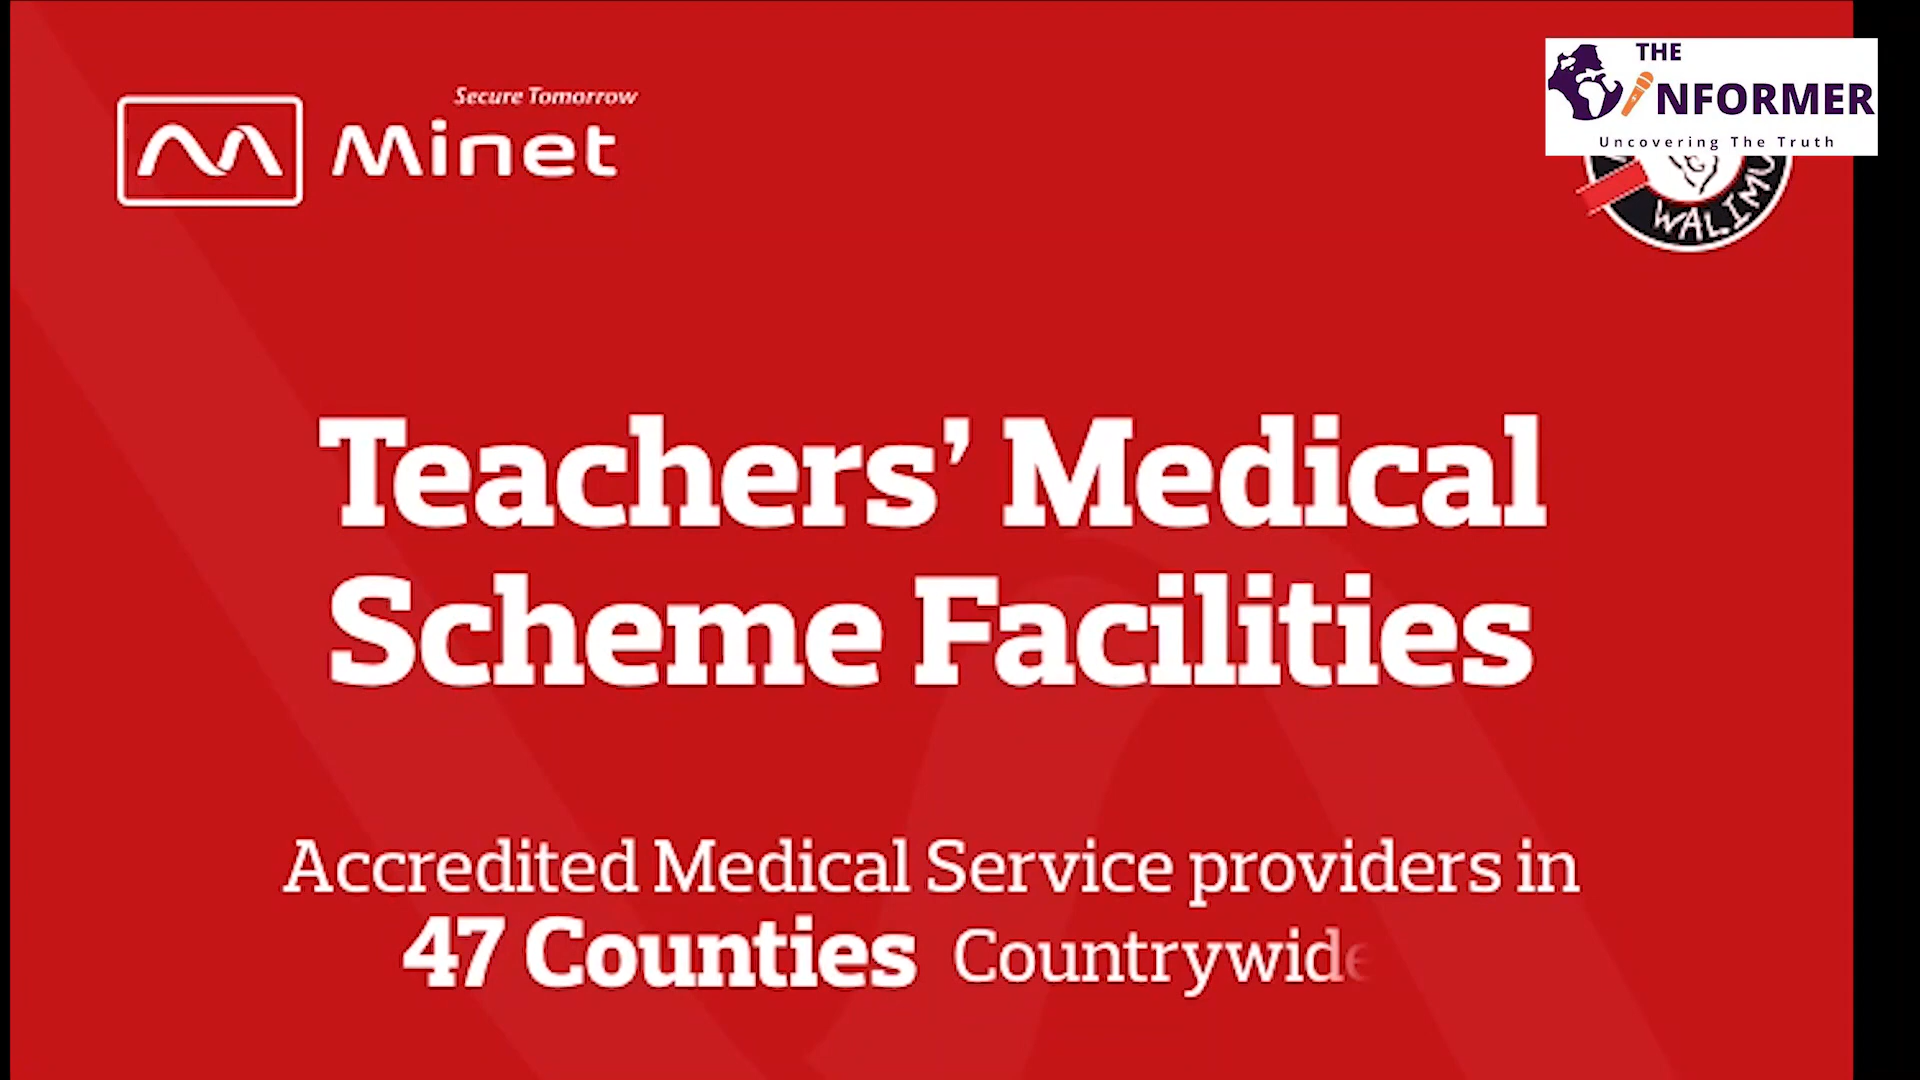 Secure Tomorrow
Minet
THE
INFORMER
Uncovering The Truth
WALIMU
Teachers’ Medical
Scheme Facilities
Accredited Medical Service providers in
47 Counties Countrywide